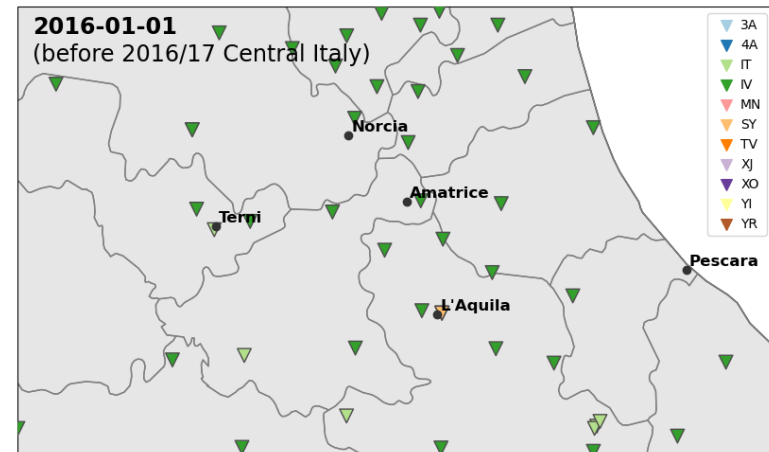 2016-01-01
(before 2016/17 Central Italy)
3A
4A
IT
IV
MN
SY
TV
XJ
XO
YI
YR
Norcia
Amatrice
Terni
Pescara
L'Aquila